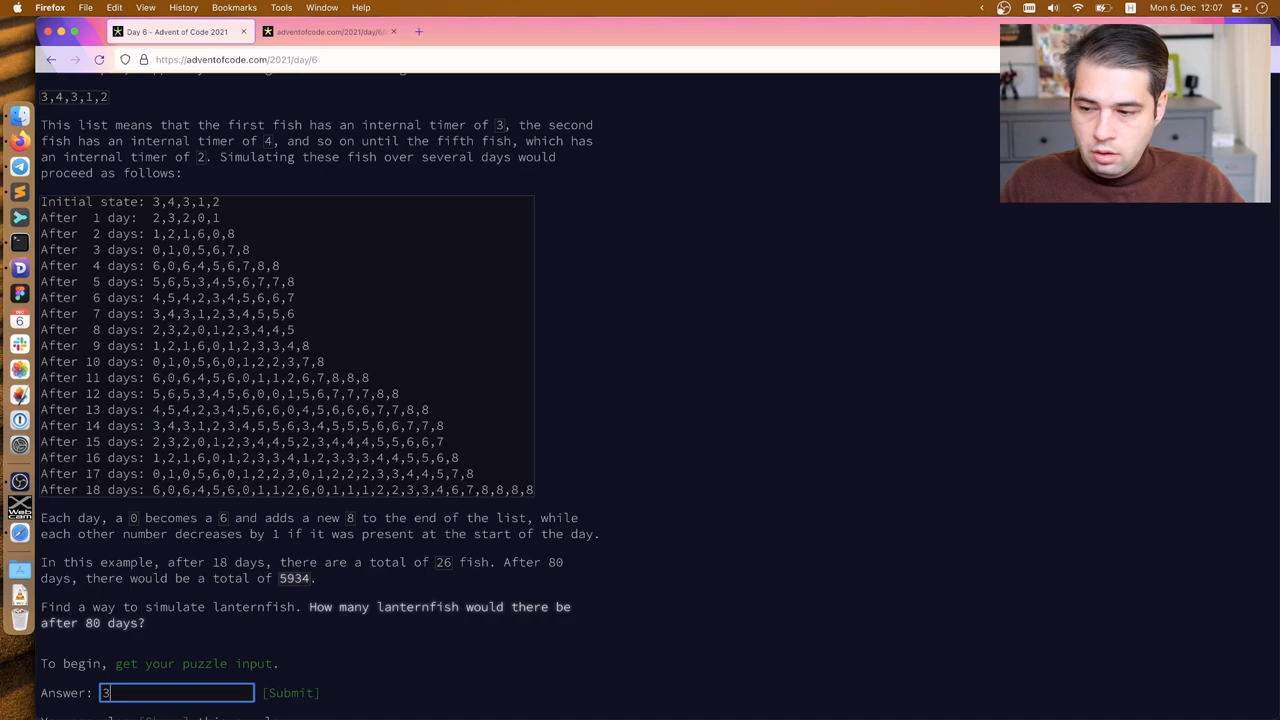 Firefox File Edit View History Bookmarks Tools Window Help Mon 6. Dec 12:07
Day 6 - Advent of Code 2021 × adventofcode.com/2021/day/6/ ×
https://adventofcode.com/2021/day/6
3,4,3,1,2
This list means that the first fish has an internal timer of 3, the second
fish has an internal timer of 4, and so on until the fifth fish, which has
an internal timer of 2. Simulating these fish over several days would
proceed as follows:
Initial state: 3,4,3,1,2
After 1 day: 2,3,2,0,1
After 2 days: 1,2,1,6,0,8
After 3 days: 0,1,0,5,6,7,8
After 4 days: 6,0,6,4,5,6,7,8,8
After 5 days: 5,6,5,3,4,5,6,7,7,8
After 6 days: 4,5,4,2,3,4,5,6,6,7
After 7 days: 3,4,3,1,2,3,4,5,5,6
After 8 days: 2,3,2,0,1,2,3,4,4,5
After 9 days: 1,2,1,6,0,1,2,3,3,4,8
After 10 days: 0,1,0,5,6,0,1,2,2,3,7,8
After 11 days: 6,0,6,4,5,6,0,1,1,2,6,7,8,8,8
After 12 days: 5,6,5,3,4,5,6,0,0,1,5,6,7,7,7,8,8
After 13 days: 4,5,4,2,3,4,5,6,6,0,4,5,6,6,6,7,7,8,8
After 14 days: 3,4,3,1,2,3,4,5,5,6,3,4,5,5,5,6,6,7,7,8
After 15 days: 2,3,2,0,1,2,3,4,4,5,2,3,4,4,4,5,5,6,6,7
After 16 days: 1,2,1,6,0,1,2,3,3,4,1,2,3,3,3,4,4,5,5,6,8
After 17 days: 0,1,0,5,6,0,1,2,2,3,0,1,2,2,2,3,3,4,4,5,7,8
After 18 days: 6,0,6,4,5,6,0,1,1,2,6,0,1,1,1,2,2,3,3,4,6,7,8,8,8,8
Each day, a 0 becomes a 6 and adds a new 8 to the end of the list, while
each other number decreases by 1 if it was present at the start of the day.
In this example, after 18 days, there are a total of 26 fish. After 80
days, there would be a total of 5934.
Find a way to simulate lanternfish. How many lanternfish would there be
after 80 days?
To begin, get your puzzle input.
Answer: 3 [Submit]